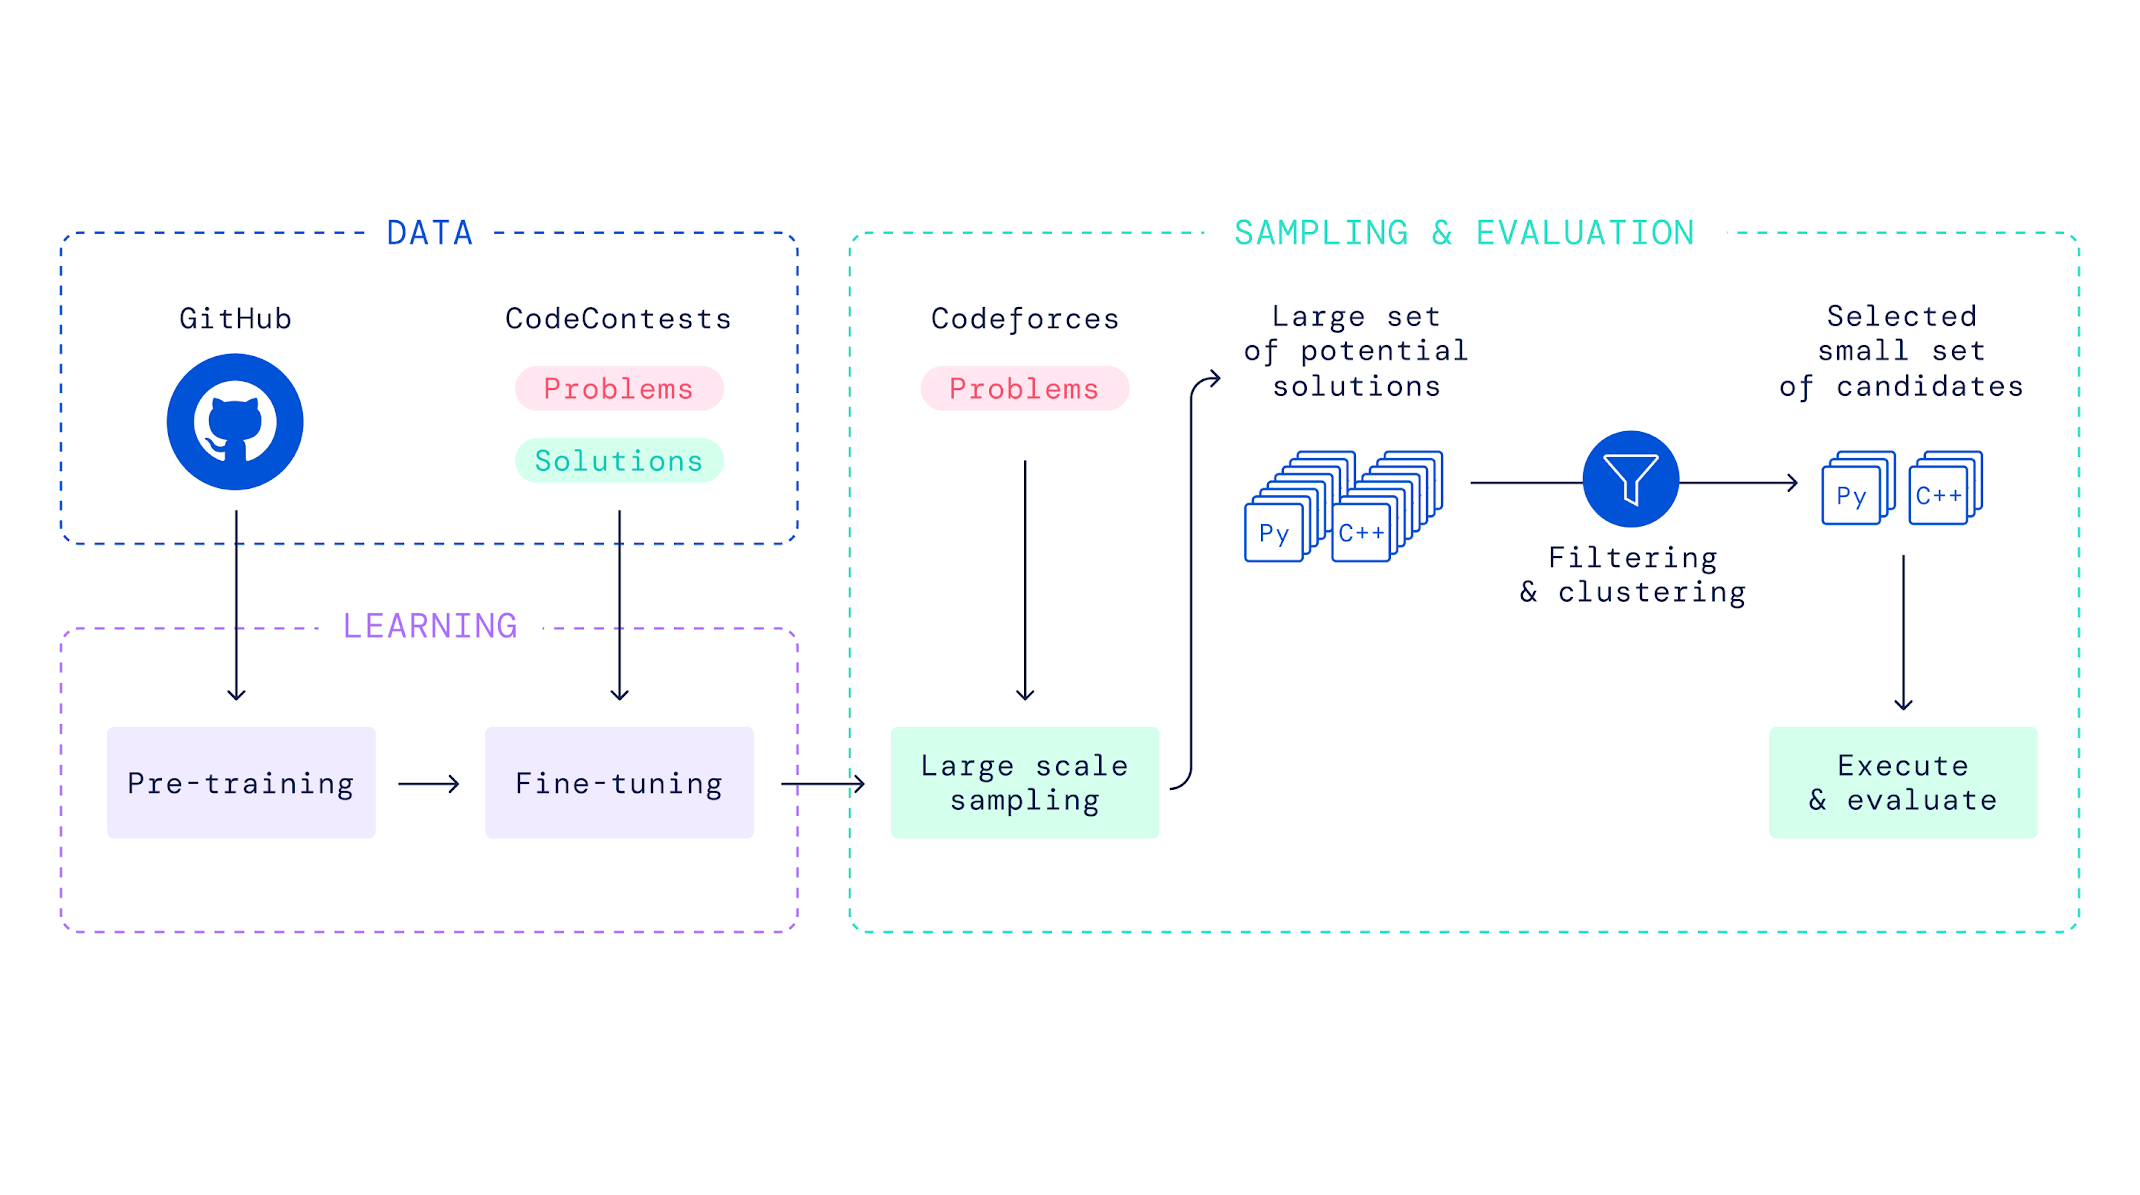 DATA
GitHub
CodeContests
Problems
Solutions
LEARNING
Pre-training
Fine-tuning
SAMPLING & EVALUATION
Codeforces
Problems
Large scale
sampling
Large set
of potential
solutions
Py
C++
Filtering
& clustering
Selected
small set
of candidates
Py
C++
Execute
& evaluate